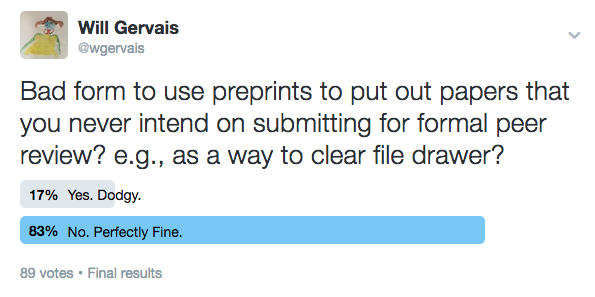 Will Gervais
@wgervais
Bad form to use preprints to put out papers that
you never intend on submitting for formal peer
review? e.g., as a way to clear file drawer?
17% Yes. Dodgy.
83% No. Perfectly Fine.
89 votes • Final results